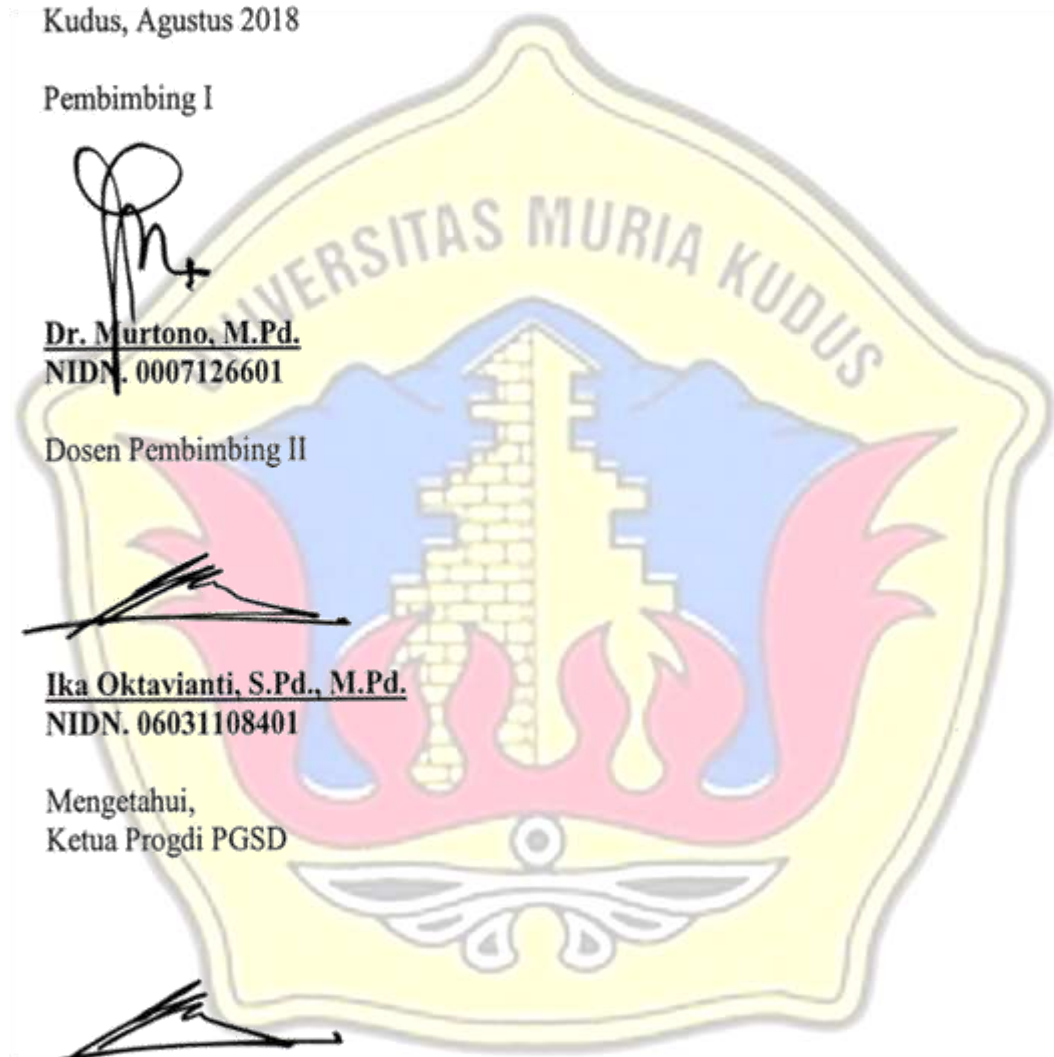 Kudus, Agustus 2018
Pembimbing I
UNIVERSITAS MURIA KUDUS
Dr. Murtono, M.Pd.
NIDN. 0007126601
Dosen Pembimbing II
Ika Oktavianti, S.Pd., M.Pd.
NIDN. 06031108401
Mengetahui,
Ketua Progdi PGSD